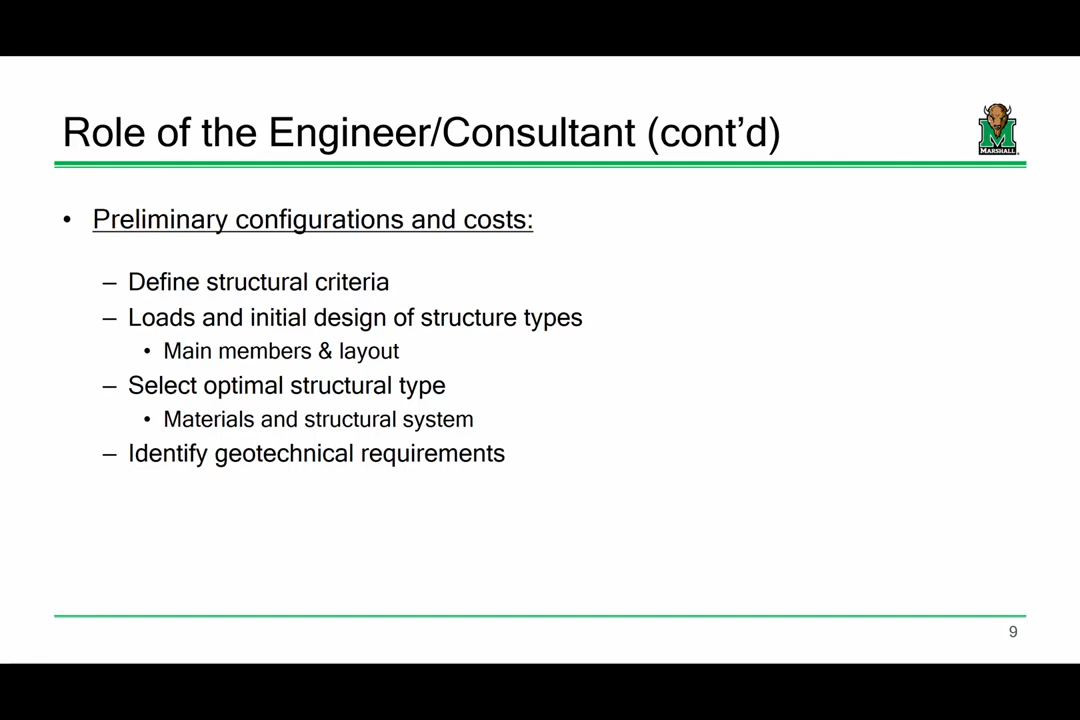 Role of the Engineer/Consultant (cont’d)
MARSHALL
• Preliminary configurations and costs:
– Define structural criteria
– Loads and initial design of structure types
• Main members & layout
– Select optimal structural type
• Materials and structural system
– Identify geotechnical requirements
9